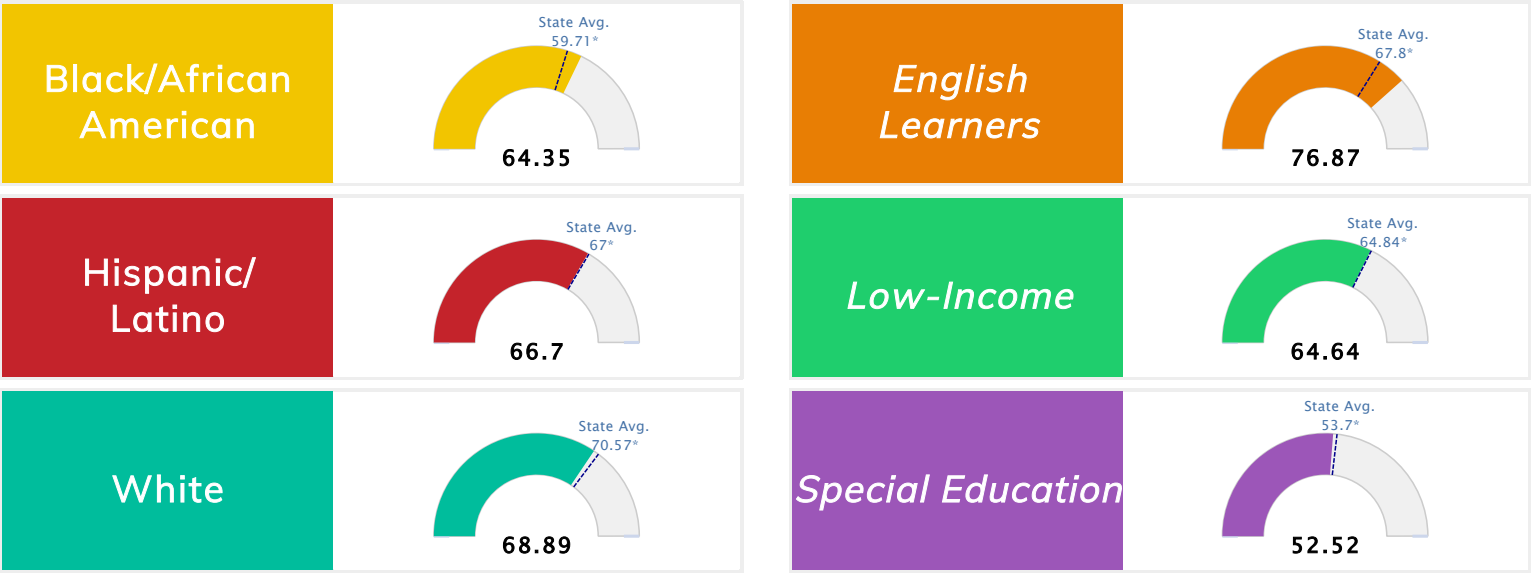 Black/African
American
State Avg.
59.71*
64.35
English
Learners
State Avg.
67.8*
76.87
Hispanic/
Latino
State Avg.
67*
66.7
Low-Income
State Avg.
64.84*
64.64
White
State Avg.
70.57*
68.89
Special Education
State Avg.
53.7*
52.52